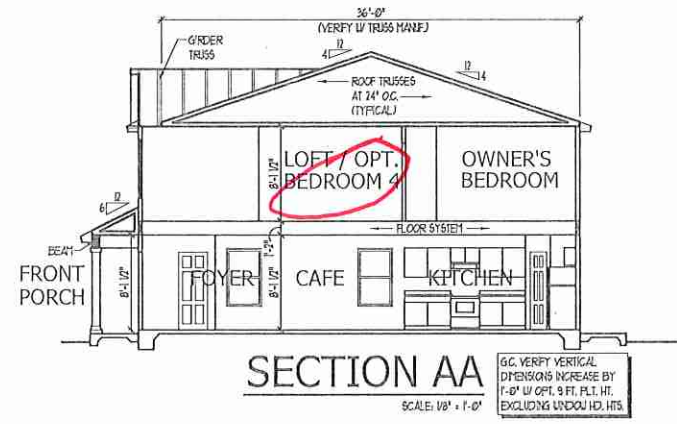 36'-0"
(VERIFY W/ TRUSS MANUF.)
GIRDER
TRUSS
12
4
12
4
ROOF TRUSSES
AT 24" O.C.
(TYPICAL)
LOFT / OPT.
BEDROOM 4
OWNER'S
BEDROOM
8'-1 1/2"
12
6
FLOOR SYSTEM
1'-2"
BEAM
FRONT
PORCH
8'-1 1/2"
FOYER
8'-1 1/2"
CAFE
KITCHEN
SECTION AA
SCALE: 1/8" = 1'-0"
G.C. VERIFY VERTICAL
DIMENSIONS INCREASE BY
1'-0" W/ OPT. 9 FT. PLT. HT.
EXCLUDING WINDOW HD. HTS.